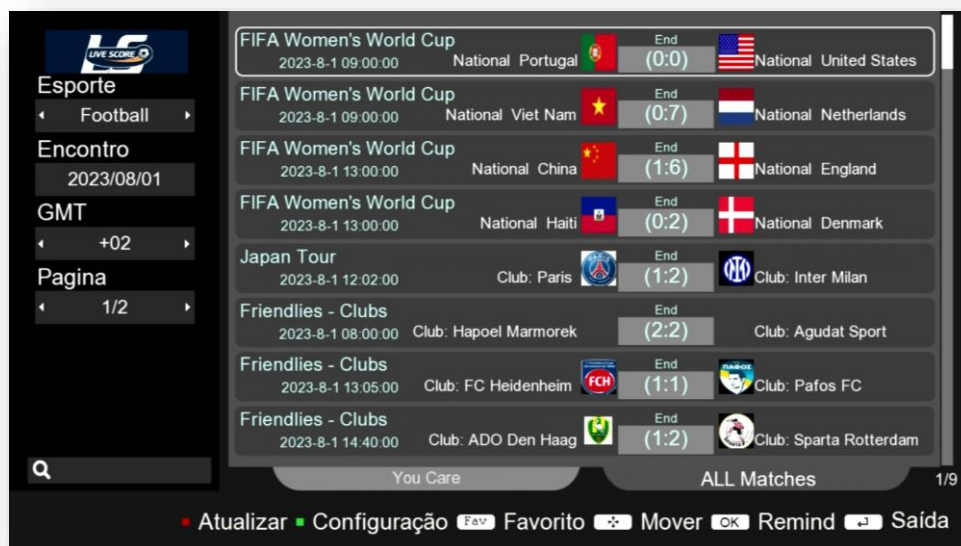 LIVE SCORE
Esporte
Football
Encontro
2023/08/01
GMT
+02
Pagina
1/2
FIFA Women's World Cup
2023-8-1 09:00:00 National Portugal End (0:0) National United States
FIFA Women's World Cup
2023-8-1 09:00:00 National Viet Nam End (0:7) National Netherlands
FIFA Women's World Cup
2023-8-1 13:00:00 National China End (1:6) National England
FIFA Women's World Cup
2023-8-1 13:00:00 National Haiti End (0:2) National Denmark
Japan Tour
2023-8-1 12:02:00 Club: Paris End (1:2) Club: Inter Milan
Friendlies - Clubs
2023-8-1 08:00:00 Club: Hapoel Marmorek End (2:2) Club: Agudat Sport
Friendlies - Clubs
2023-8-1 13:05:00 Club: FC Heidenheim FCH End (1:1) ΠΑΦΟΣ Club: Pafos FC
Friendlies - Clubs
2023-8-1 14:40:00 Club: ADO Den Haag End (1:2) Club: Sparta Rotterdam
You Care ALL Matches 1/9
Atualizar Configuração Fav Favorito Mover OK Remind Saída